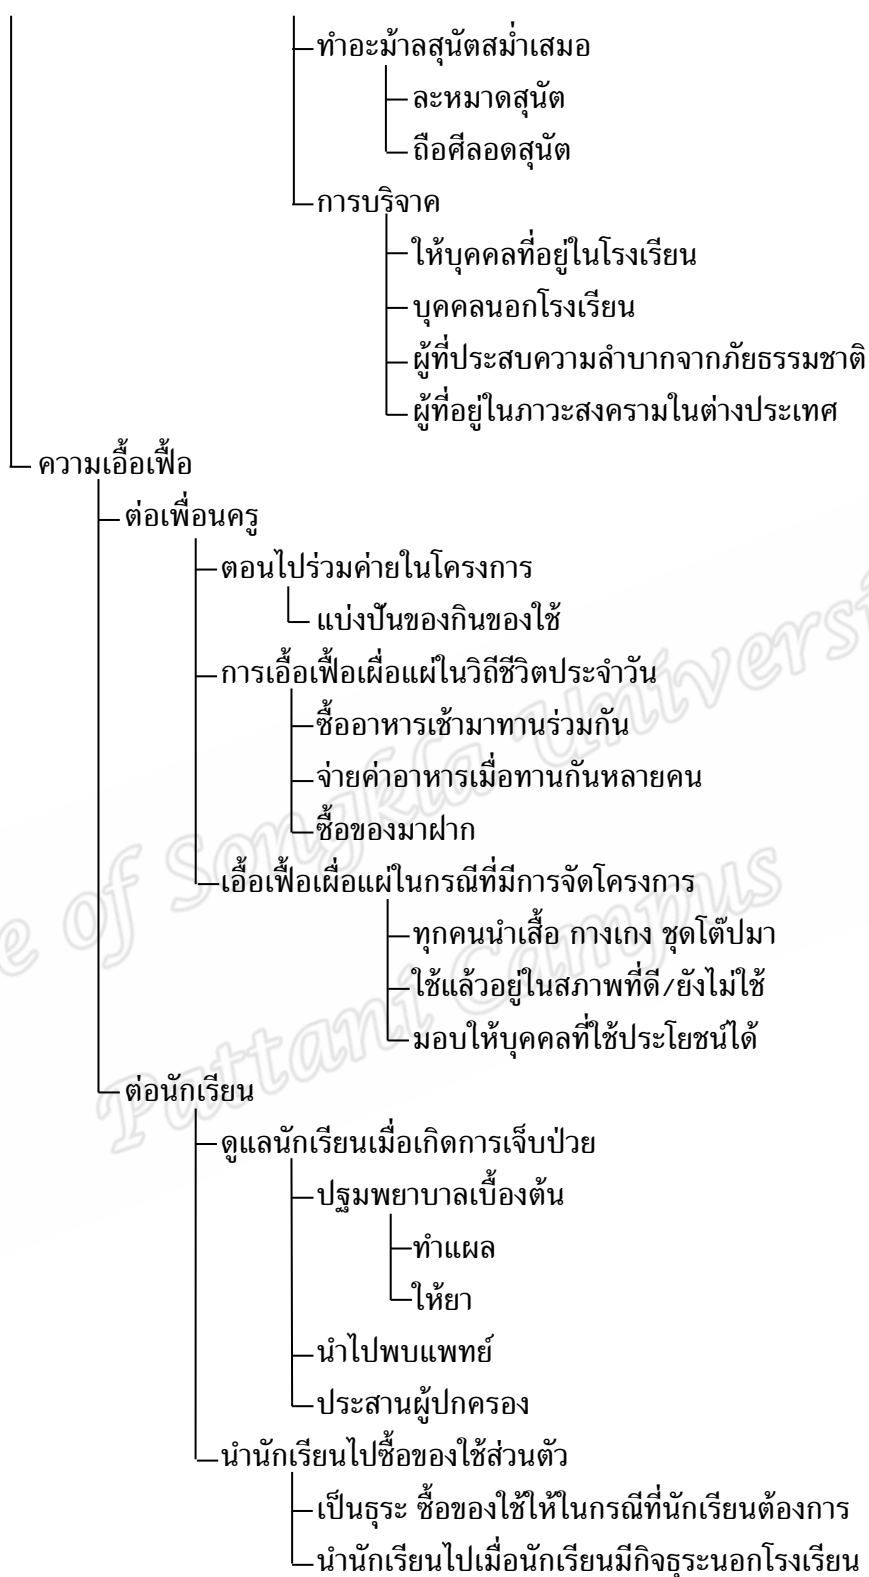 ทำอะม้าลสุนัตสม่ำเสมอ
ละหมาดสุนัต
ถือศีลอดสุนัต
การบริจาค
ให้บุคคลที่อยู่ในโรงเรียน
บุคคลนอกโรงเรียน
ผู้ที่ประสบความลำบากจากภัยธรรมชาติ
ผู้ที่อยู่ในภาวะสงครามในต่างประเทศ
ความเอื้อเฟื้อ
ต่อเพื่อนครู
ตอนไปร่วมค่ายในโครงการ
แบ่งปันของกินของใช้
การเอื้อเฟื้อเผื่อแผ่ในวิถีชีวิตประจำวัน
ซื้ออาหารเช้ามาทานร่วมกัน
จ่ายค่าอาหารเมื่อทานกันหลายคน
ซื้อของมาฝาก
เอื้อเฟื้อเผื่อแผ่ในกรณีที่มีการจัดโครงการ
ทุกคนนำเสื้อ กางเกง ชุดโต๊ปมา
ใช้แล้วอยู่ในสภาพที่ดี/ยังไม่ใช้
มอบให้บุคคลที่ใช้ประโยชน์ได้
ต่อนักเรียน
ดูแลนักเรียนเมื่อเกิดการเจ็บป่วย
ปฐมพยาบาลเบื้องต้น
ทำแผล
ให้ยา
นำไปพบแพทย์
ประสานผู้ปกครอง
นำนักเรียนไปซื้อของใช้ส่วนตัว
เป็นธุระ ซื้อของใช้ให้ในกรณีที่นักเรียนต้องการ
นำนักเรียนไปเมื่อนักเรียนมีกิจธุระนอกโรงเรียน
of Songkla
Pattani Campus